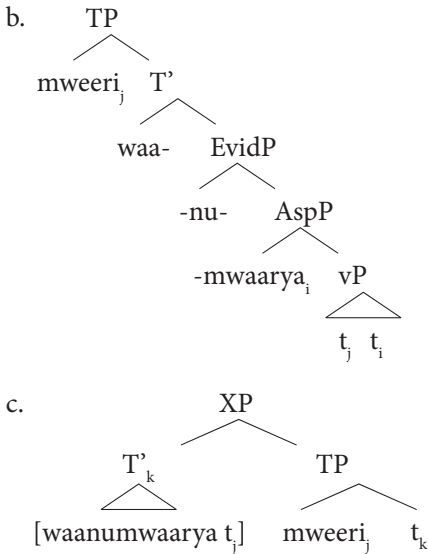 b. TP
mweeri_j T’
waa- EvidP
-nu- AspP
-mwaarya_i vP
t_j t_i
c. XP
T’_k TP
[waanumwaarya t_j] mweeri_j t_k